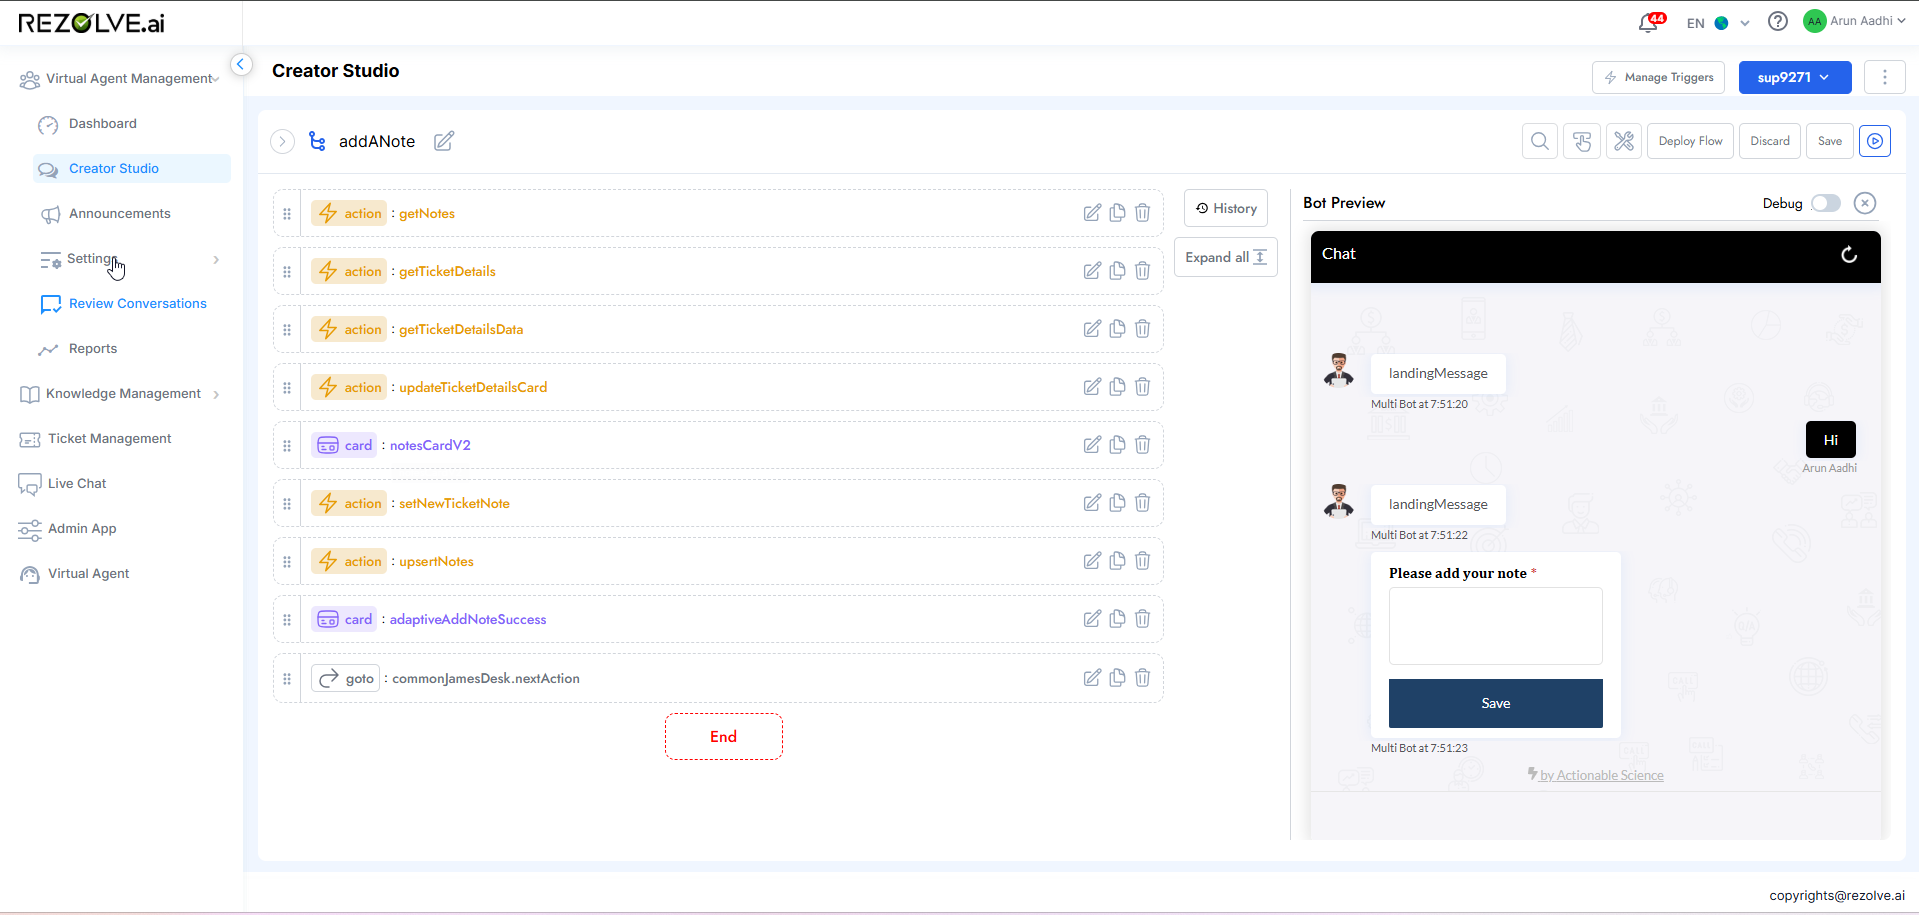 REZOLVE.ai
44
EN
AA
Arun Aadhi
Virtual Agent Management
Dashboard
Creator Studio
Announcements
Settings
Review Conversations
Reports
Knowledge Management
Ticket Management
Live Chat
Admin App
Virtual Agent
Creator Studio
Manage Triggers
sup9271
addANote
Deploy Flow
Discard
Save
action : getNotes
action : getTicketDetails
action : getTicketDetailsData
action : updateTicketDetailsCard
card : notesCardV2
action : setNewTicketNote
action : upsertNotes
card : adaptiveAddNoteSuccess
goto : commonJamesDesk.nextAction
End
History
Expand all
Bot Preview
Debug
Chat
landingMessage
Multi Bot at 7:51:20
Hi
Arun Aadhi
landingMessage
Multi Bot at 7:51:22
Please add your note *
Save
Multi Bot at 7:51:23
by Actionable Science
copyrights@rezolve.ai